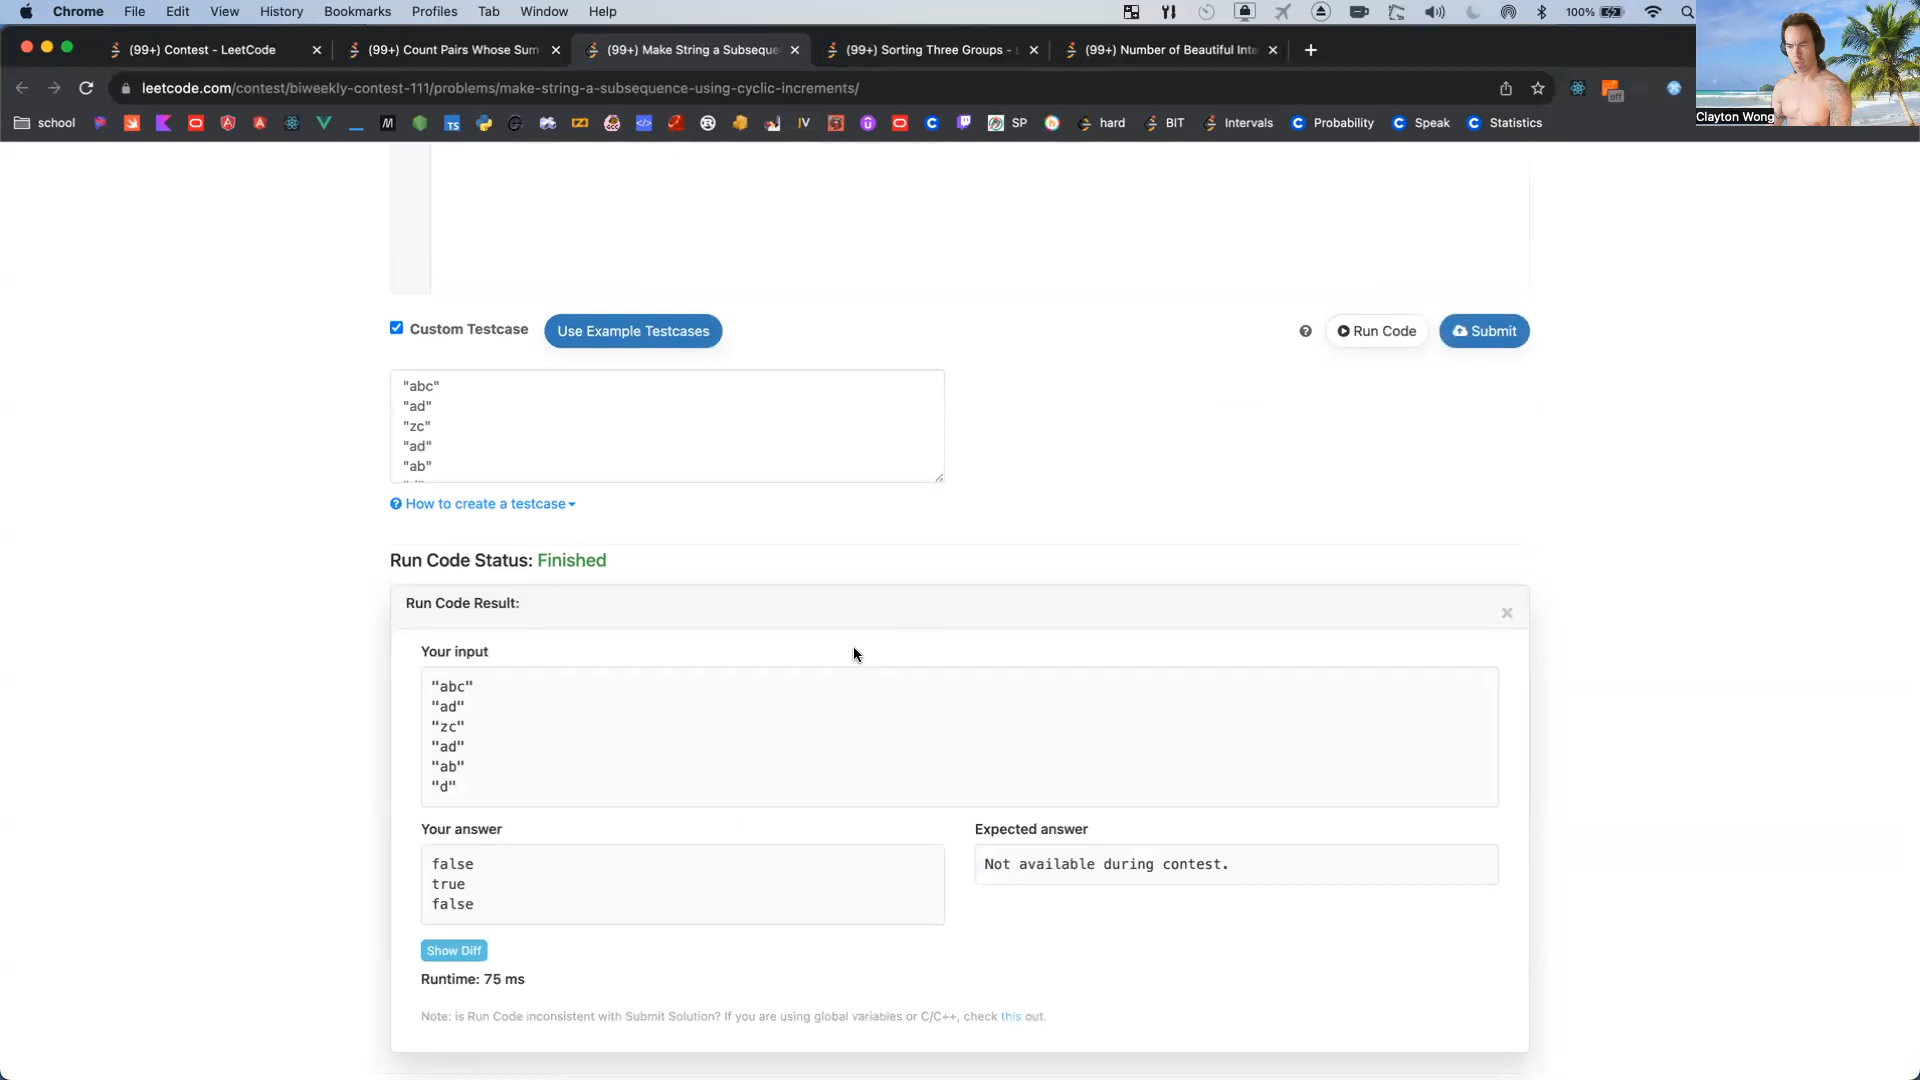 Chrome File Edit View History Bookmarks Profiles Tab Window Help 100%
(99+) Contest - LeetCode
(99+) Count Pairs Whose Sum
(99+) Make String a Subseque
(99+) Sorting Three Groups -
(99+) Number of Beautiful Inte
leetcode.com/contest/biweekly-contest-111/problems/make-string-a-subsequence-using-cyclic-increments/
off
Clayton Wong
school
SP
hard
BIT
Intervals
Probability
Speak
Statistics
Custom Testcase
Use Example Testcases
Run Code
Submit
"abc"
"ad"
"zc"
"ad"
"ab"
How to create a testcase
Run Code Status: Finished
Run Code Result:
Your input
"abc"
"ad"
"zc"
"ad"
"ab"
"d"
Your answer
Expected answer
false
true
false
Not available during contest.
Show Diff
Runtime: 75 ms
Note: is Run Code inconsistent with Submit Solution? If you are using global variables or C/C++, check this out.